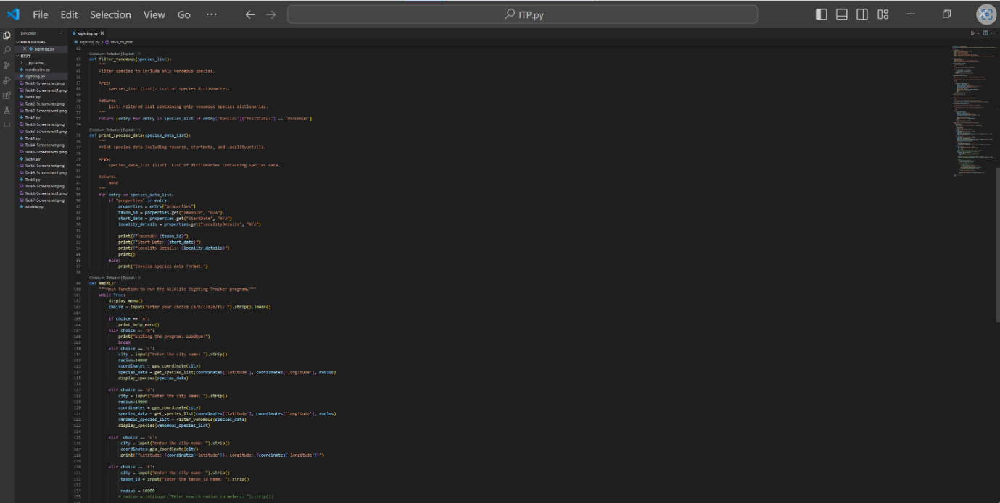 File Edit Selection View Go ··· ITP.py
EXPLORER ···
OPEN EDITORS
sighting.py
ITP.PY
__pycache__
nominatim.py
sighting.py
Task1-Screenshot.png
Task1-Screenshot1.png
Task1.py
Task2-Screenshot.png
Task2-Screenshot1.png
Task2.py
Task3-Screenshot.png
Task3-Screenshot1.png
Task3.py
Task4-Screenshot.png
Task4-Screenshot1.png
Task4.py
Task5-Screenshot.png
Task5-Screenshot1.png
Task5.py
Task6-Screenshot.png
Task6-Screenshot1.png
Task7-Screenshot.png
wildlife.py
sighting.py ×
sighting.py > save_to_json
62
Codeium: Refactor | Explain | ×
63 def filter_venomous(species_list):
64 """
65 Filter species to include only venomous species.
66
67 Args:
68 species_list (list): List of species dictionaries.
69
70 Returns:
71 list: Filtered list containing only venomous species dictionaries.
72 """
73 return [entry for entry in species_list if entry['Species']['PestStatus'] == 'Venomous']
74
Codeium: Refactor | Explain | ×
75 def print_species_data(species_data_list):
76 """
77 Print species data including TaxonID, StartDate, and LocalityDetails.
78
79 Args:
80 species_data_list (list): List of dictionaries containing species data.
81
82 Returns:
83 None
84 """
85 for entry in species_data_list:
86 if "properties" in entry:
87 properties = entry["properties"]
88 taxon_id = properties.get("TaxonID", "N/A")
89 start_date = properties.get("StartDate", "N/A")
90 locality_details = properties.get("LocalityDetails", "N/A")
91
92 print(f"TaxonID: {taxon_id}")
93 print(f"Start Date: {start_date}")
94 print(f"Locality Details: {locality_details}")
95 print()
96 else:
97 print("Invalid species data format.")
98
Codeium: Refactor | Explain | ×
99 def main():
100 """Main function to run the Wildlife Sighting Tracker program."""
101 while True:
102 display_menu()
103 choice = input("Enter your choice (a/b/c/d/e/f): ").strip().lower()
104
105 if choice == 'a':
106 print_help_menu()
107 elif choice == 'b':
108 print("Exiting the program. Goodbye!")
109 break
110 elif choice == 'c':
111 city = input("Enter the city name: ").strip()
112 radius=10000
113 coordinates = gps_coordinate(city)
114 species_data = get_species_list(coordinates['latitude'], coordinates['longitude'], radius)
115 display_species(species_data)
116
117 elif choice == 'd':
118 city = input("Enter the city name: ").strip()
119 radius=10000
120 coordinates = gps_coordinate(city)
121 species_data = get_species_list(coordinates['latitude'], coordinates['longitude'], radius)
122 venomous_species_list = filter_venomous(species_data)
123 display_species(venomous_species_list)
124
125 elif choice == 'e':
126 city = input("Enter the city name: ").strip()
127 coordinates=gps_coordinate(city)
128 print(f"Latitude: {coordinates['latitude']}, Longitude: {coordinates['longitude']}")
129
130 elif choice == 'f':
131 city = input("Enter the city name: ").strip()
132 taxon_id = input("Enter the taxon_id name: ").strip()
133
134 radius = 10000
135 # radius = int(input("Enter search radius in meters: ").strip())